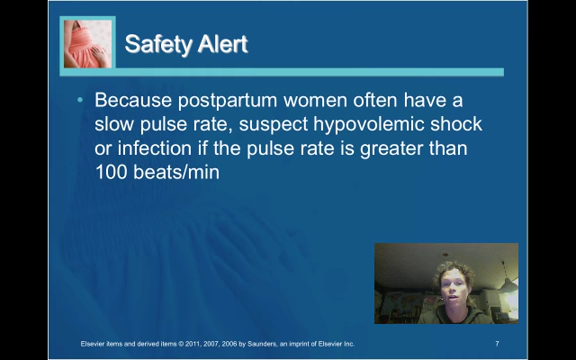 Safety Alert
• Because postpartum women often have a
slow pulse rate, suspect hypovolemic shock
or infection if the pulse rate is greater than
100 beats/min
Elsevier items and derived items © 2011, 2007, 2006 by Saunders, an imprint of Elsevier Inc.
7